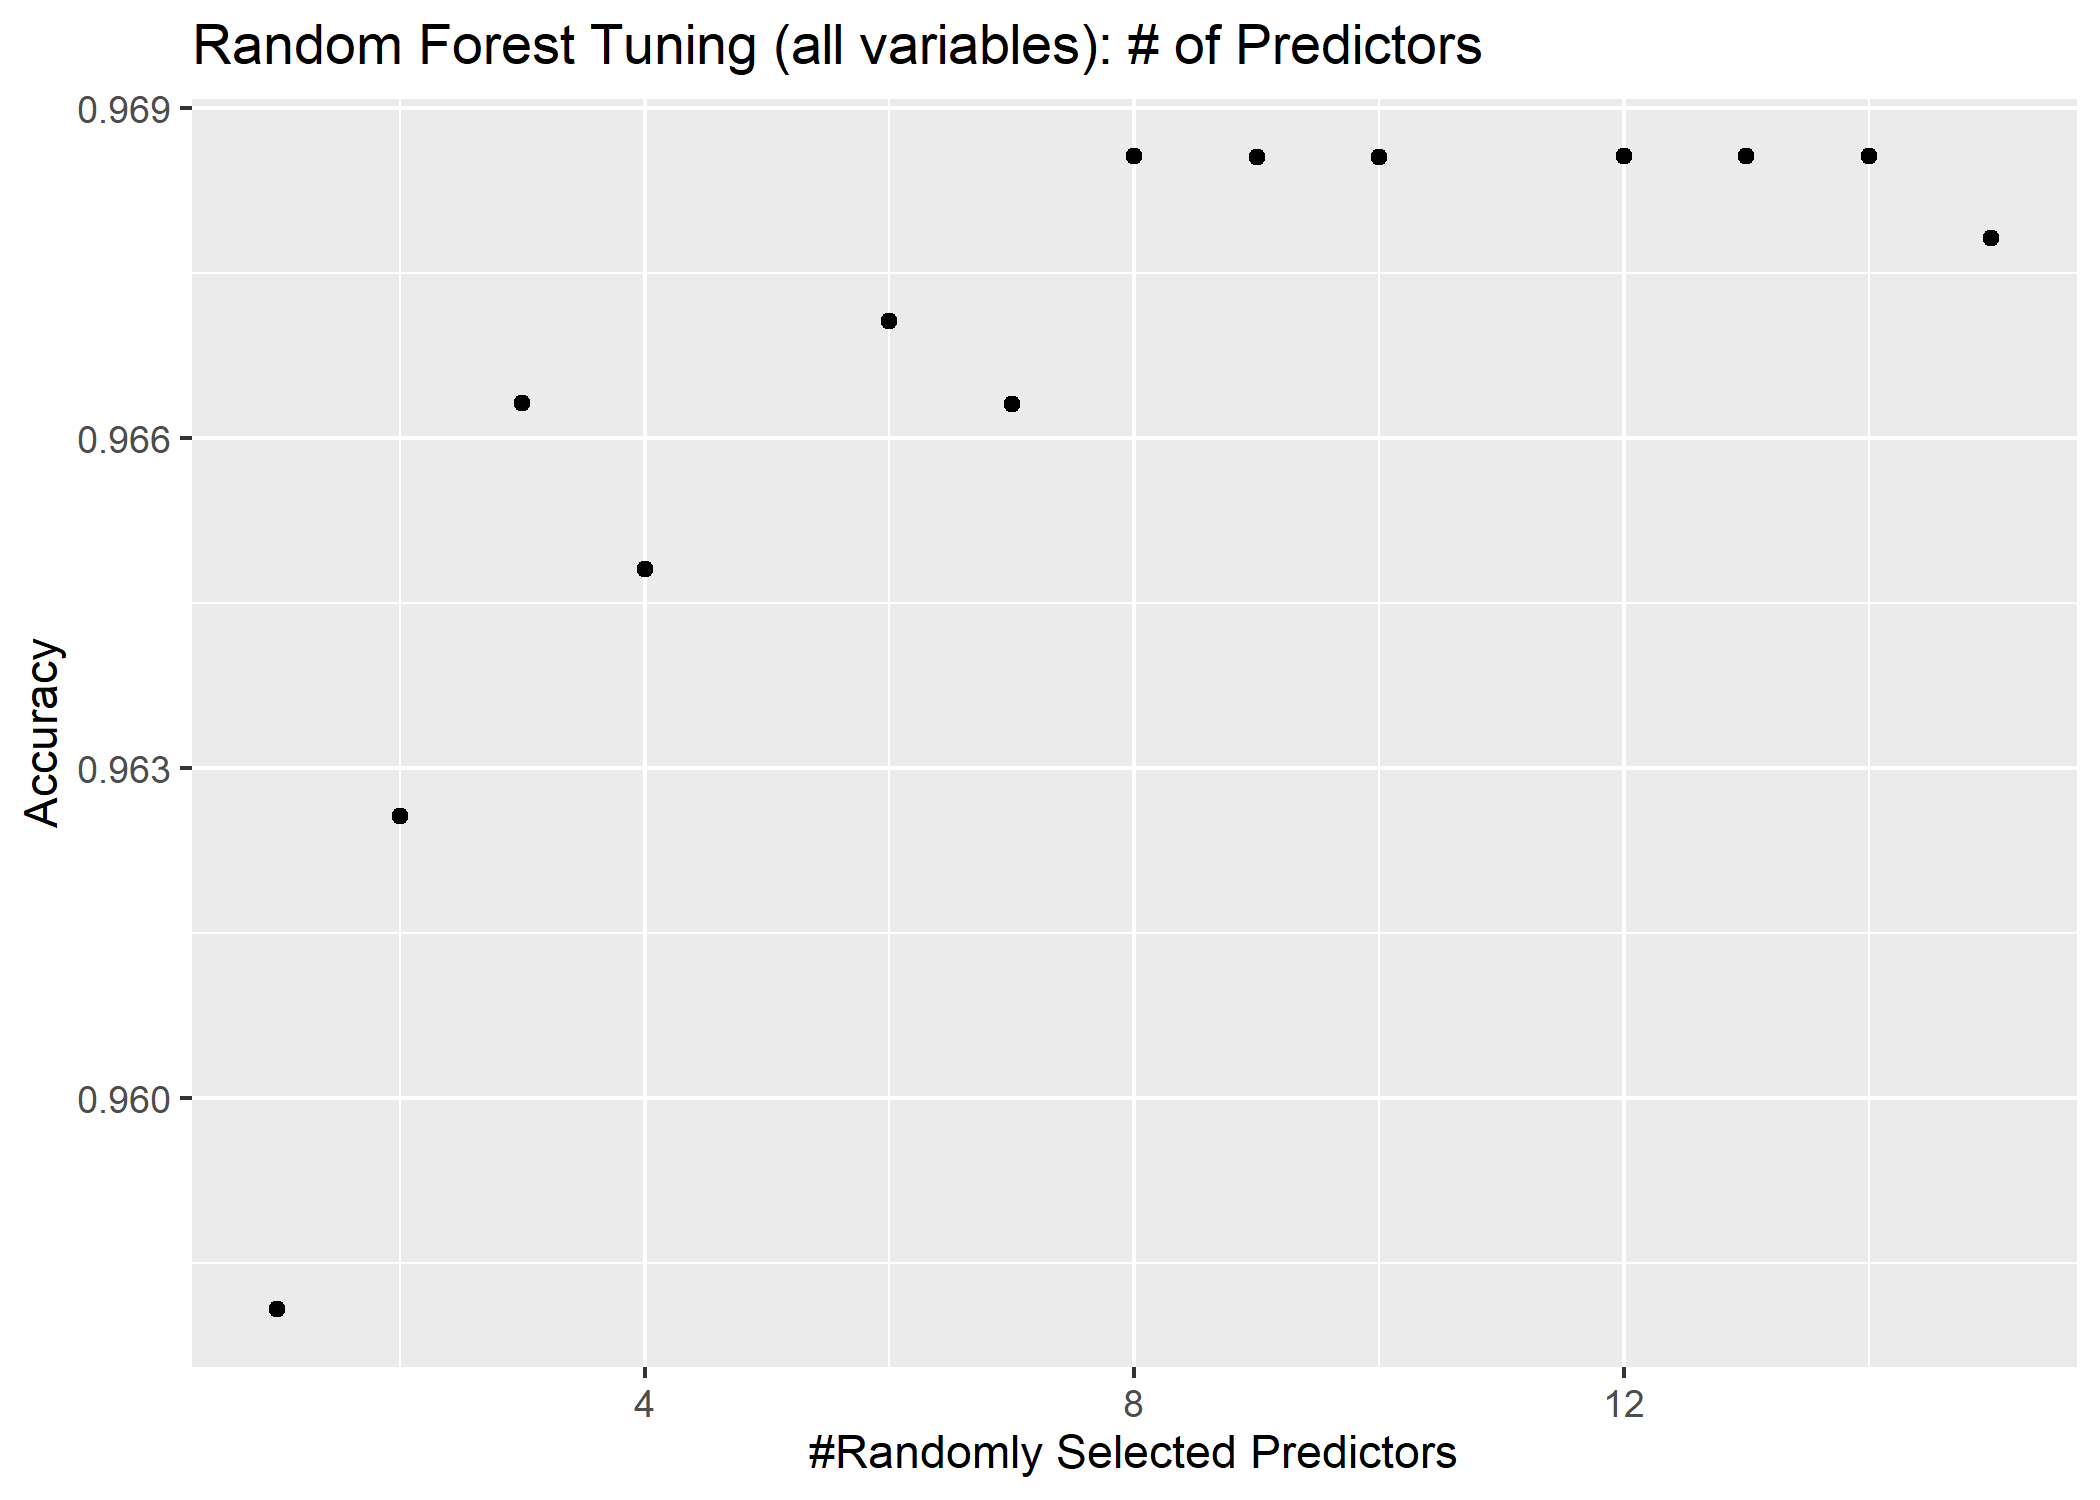 Random Forest Tuning (all variables): # of Predictors
0.969
0.966
0.963
0.960
Accuracy
4 8 12
#Randomly Selected Predictors